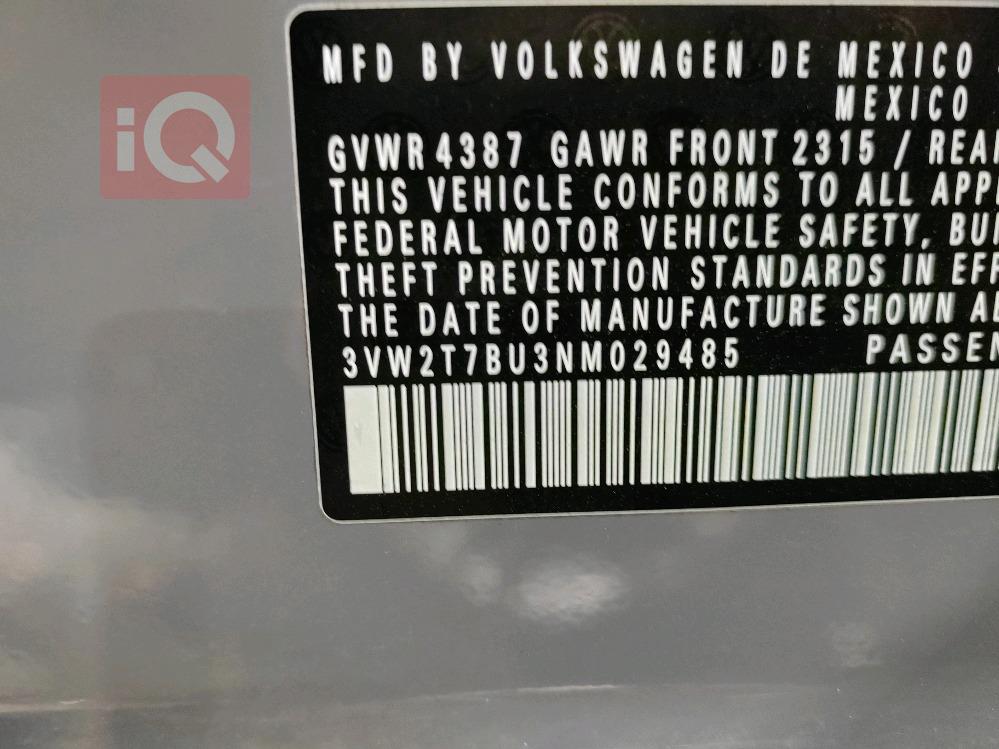 iQ
MFD BY VOLKSWAGEN DE MEXICO
MEXICO
GVWR 4387 GAWR FRONT 2315 / REAR
THIS VEHICLE CONFORMS TO ALL
FEDERAL MOTOR VEHICLE SAFETY,
THEFT PREVENTION STANDARDS IN
THE DATE OF MANUFACTURE SHOWN
3VW2T7BU3NM029485